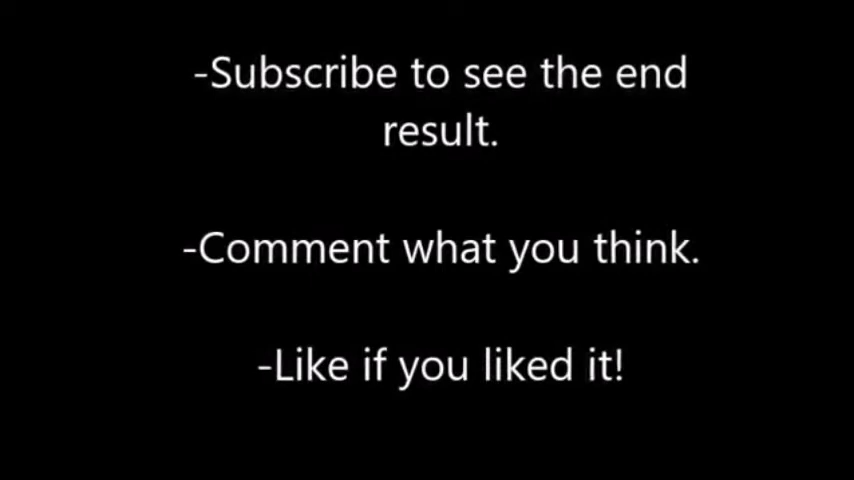 -Subscribe to see the end
result.
-Comment what you think.
-Like if you liked it!